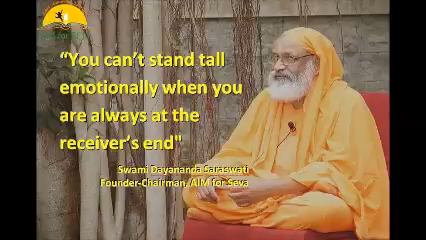 “You can’t stand tall
emotionally when you
are always at the
receiver’s end"
Swami Dayananda Saraswati
Founder-Chairman, AIM for Seva